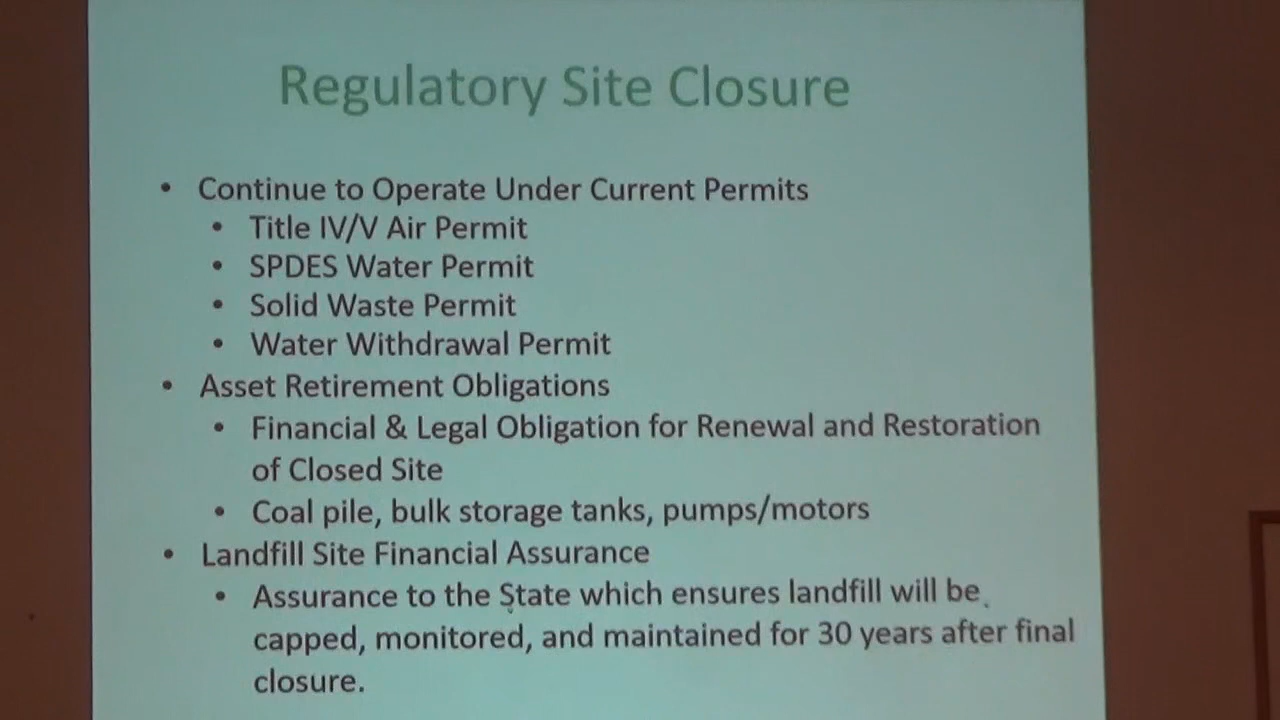 Regulatory Site Closure
• Continue to Operate Under Current Permits
• Title IV/V Air Permit
• SPDES Water Permit
• Solid Waste Permit
• Water Withdrawal Permit
• Asset Retirement Obligations
• Financial & Legal Obligation for Renewal and Restoration
of Closed Site
• Coal pile, bulk storage tanks, pumps/motors
• Landfill Site Financial Assurance
• Assurance to the State which ensures landfill will be
capped, monitored, and maintained for 30 years after final
closure.